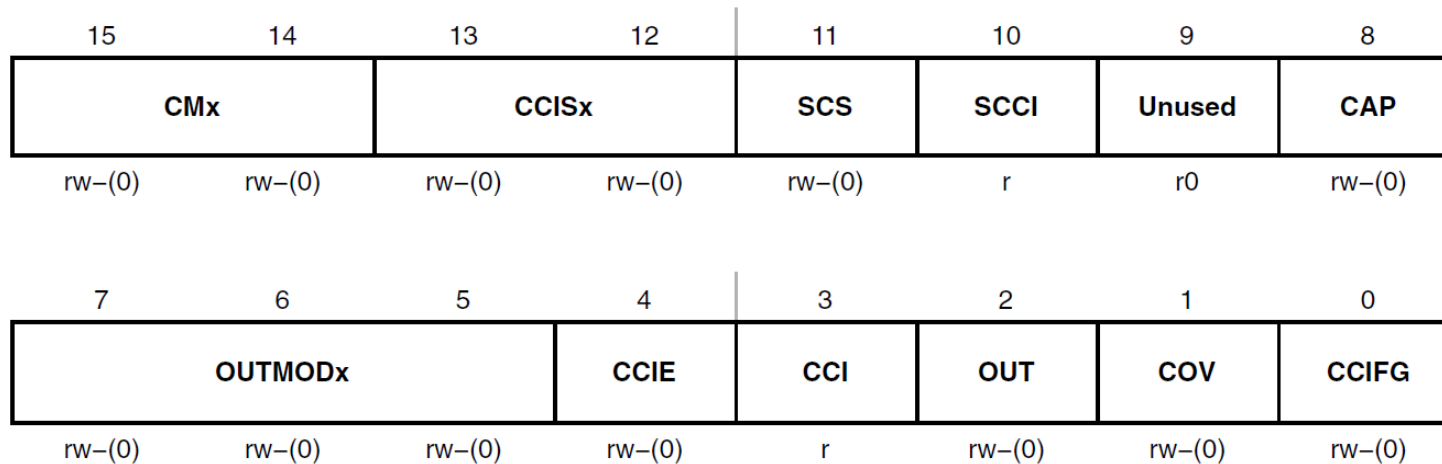 15 14 13 12 11 10 9 8
CMx CCISx SCS SCCI Unused CAP
rw−(0) rw−(0) rw−(0) rw−(0) rw−(0) r r0 rw−(0)
7 6 5 4 3 2 1 0
OUTMODx CCIE CCI OUT COV CCIFG
rw−(0) rw−(0) rw−(0) rw−(0) r rw−(0) rw−(0) rw−(0)